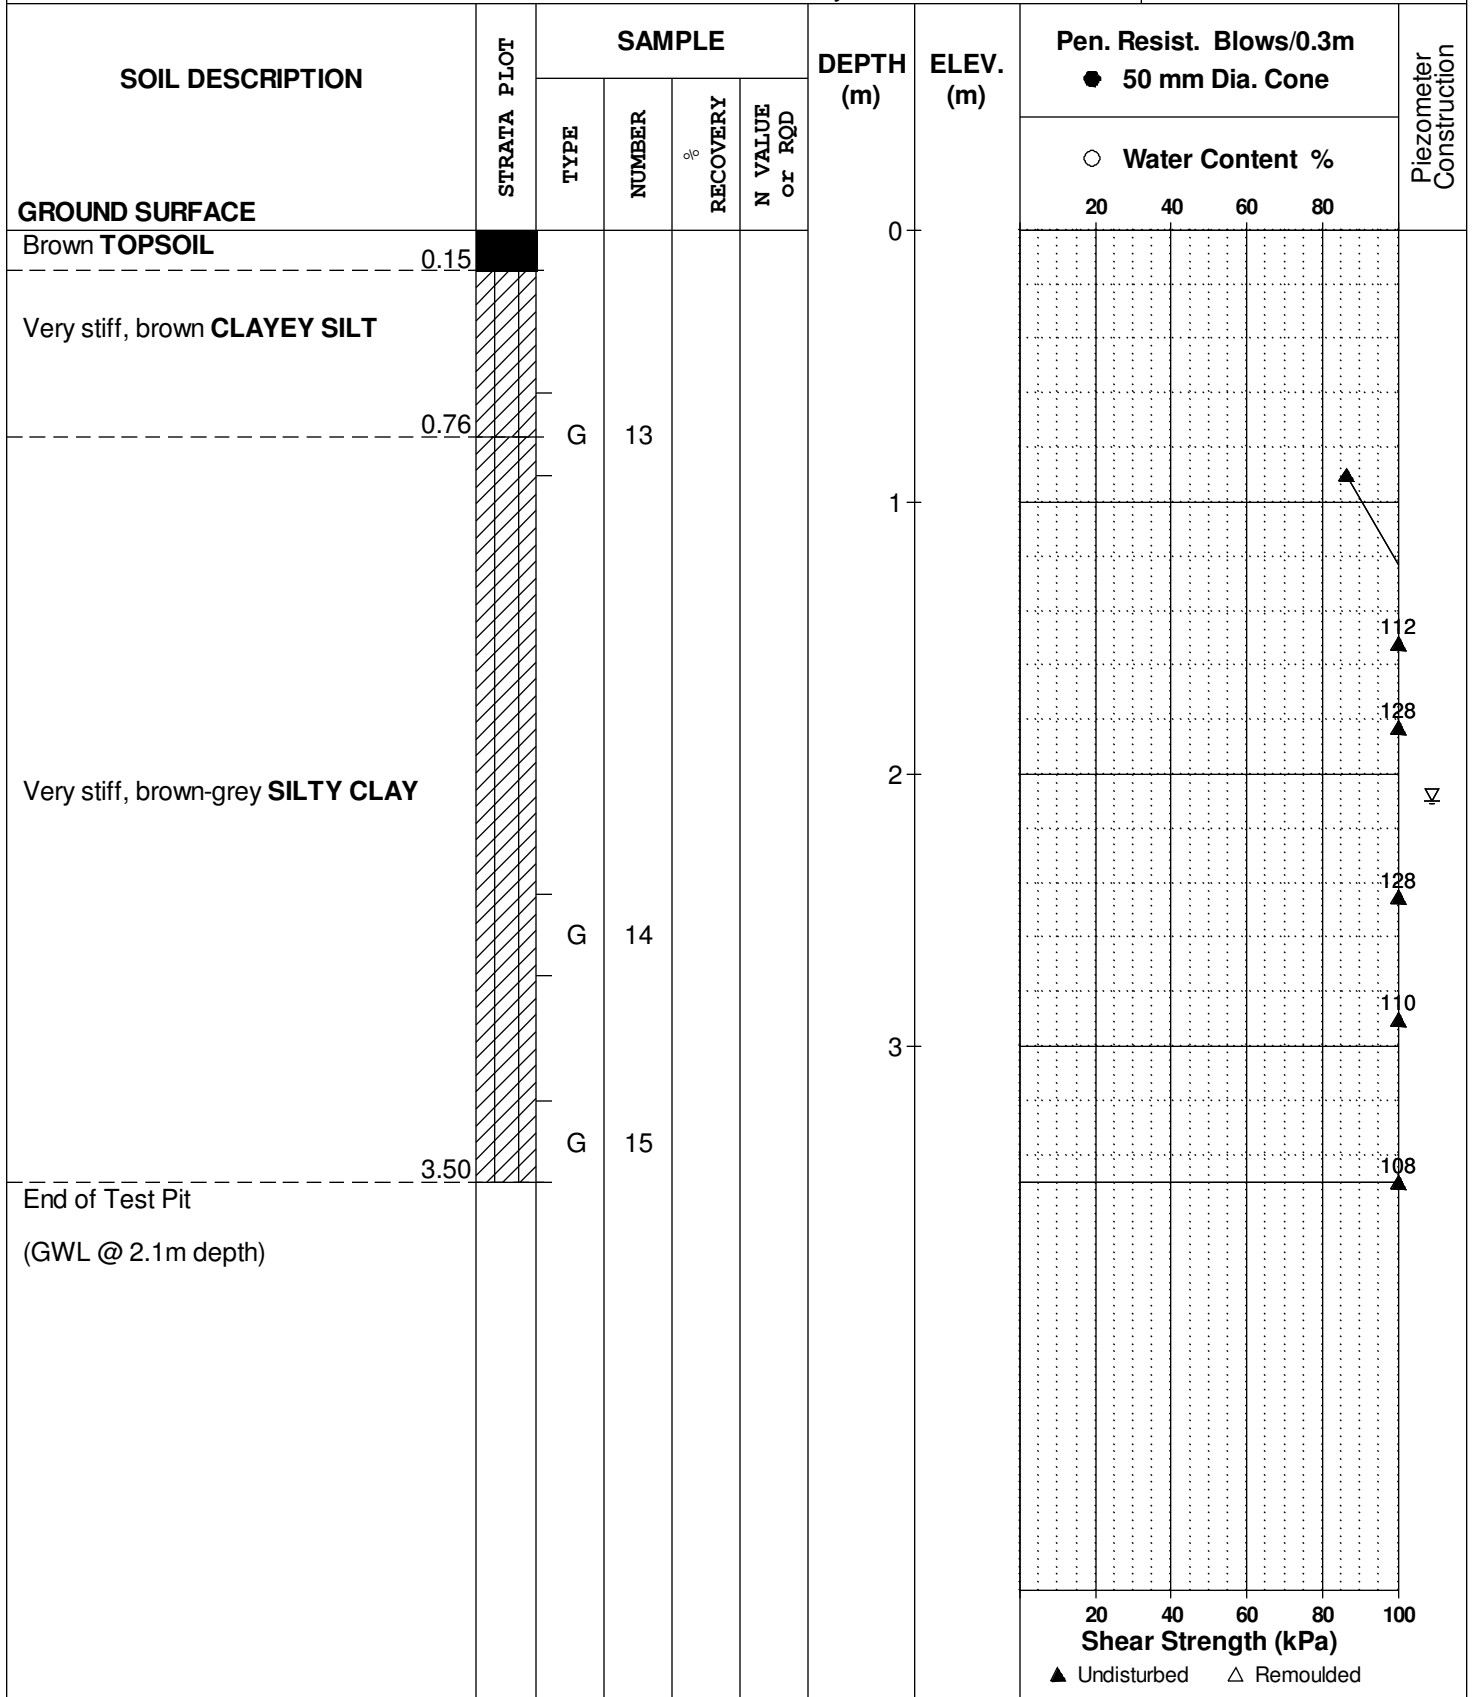 SOIL DESCRIPTION
STRATA PLOT
SAMPLE
TYPE
NUMBER
% RECOVERY
N VALUE
or RQD
DEPTH
(m)
ELEV.
(m)
Pen. Resist. Blows/0.3m
● 50 mm Dia. Cone
○ Water Content %
20 40 60 80
Piezometer
Construction
GROUND SURFACE
0
Brown TOPSOIL
0.15
Very stiff, brown CLAYEY SILT
0.76
G 13
1
112
128
2
Very stiff, brown-grey SILTY CLAY
128
G 14
110
3
G 15
108
3.50
End of Test Pit
(GWL @ 2.1m depth)
20 40 60 80 100
Shear Strength (kPa)
▲ Undisturbed △ Remoulded